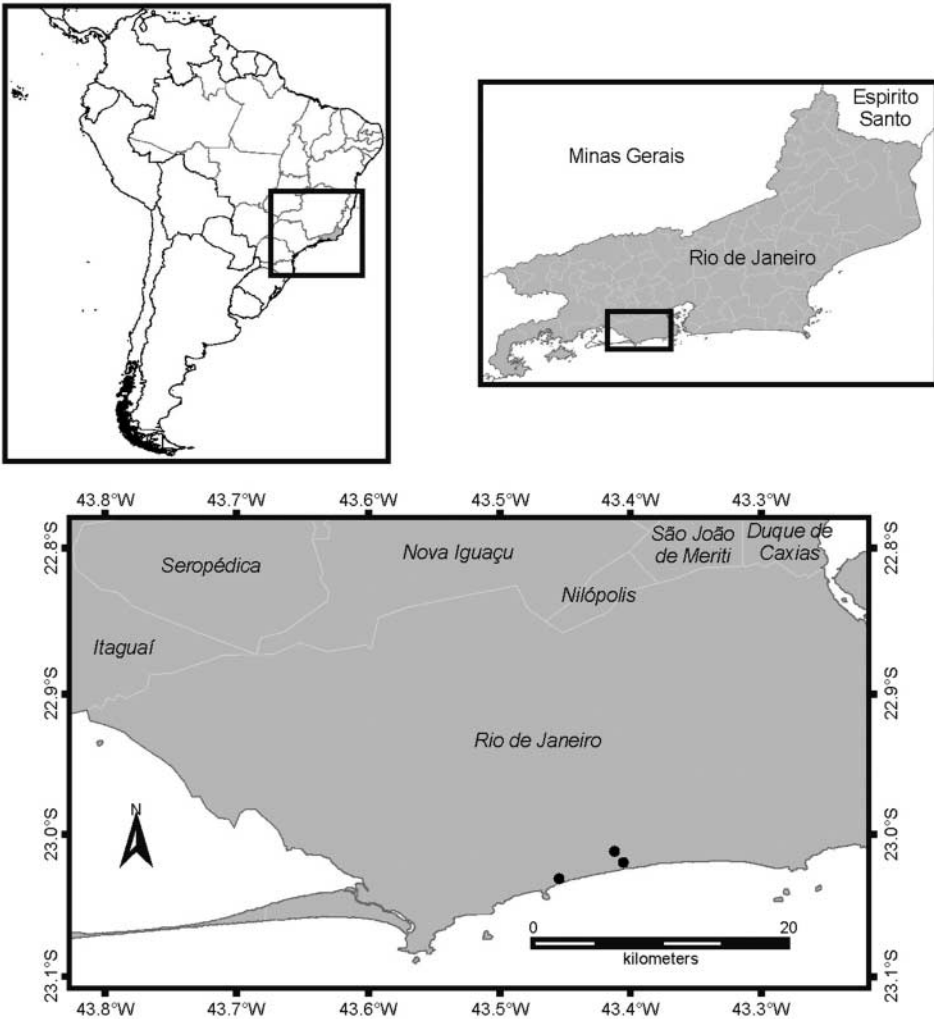 Espirito
Santo
Minas Gerais
Rio de Janeiro
43.8°W 43.7°W 43.6°W 43.5°W 43.4°W 43.3°W
22.8°S 22.8°S
São João
de Meriti
Duque de
Caxias
Nova Iguaçu
Seropédica
Nilópolis
Itaguaí
22.9°S 22.9°S
Rio de Janeiro
N
23.0°S 23.0°S
0 20
kilometers
23.1°S 23.1°S
43.8°W 43.7°W 43.6°W 43.5°W 43.4°W 43.3°W